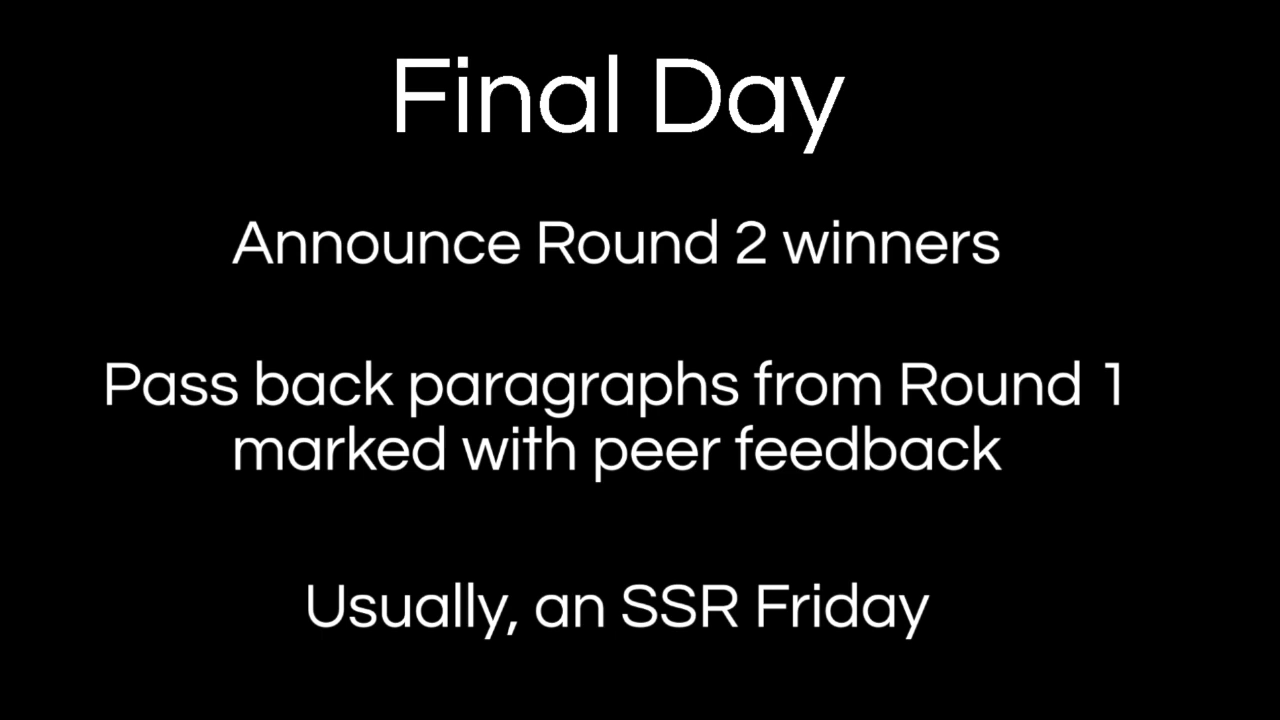 Final Day
Announce Round 2 winners
Pass back paragraphs from Round 1
marked with peer feedback
Usually, an SSR Friday